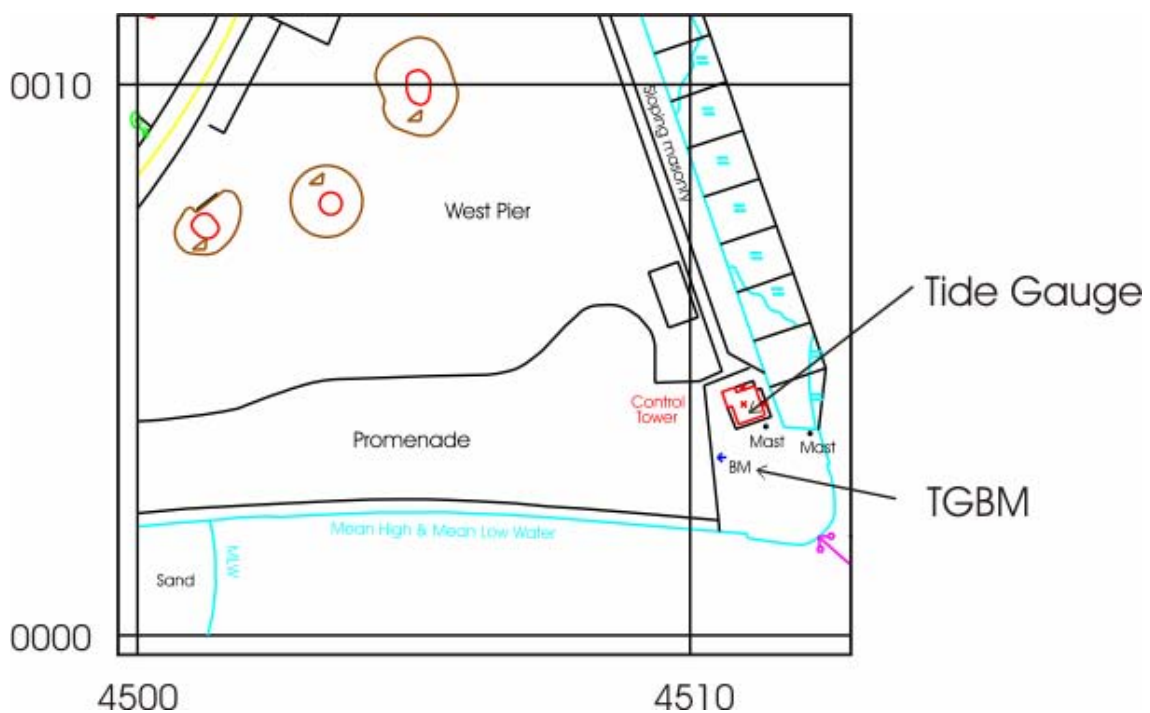 0010
Sloping masonry
West Pier
Tide Gauge
Control
Tower
Promenade
Mast
Mast
BM
TGBM
Mean High & Mean Low Water
MLW
Sand
0000
4500
4510